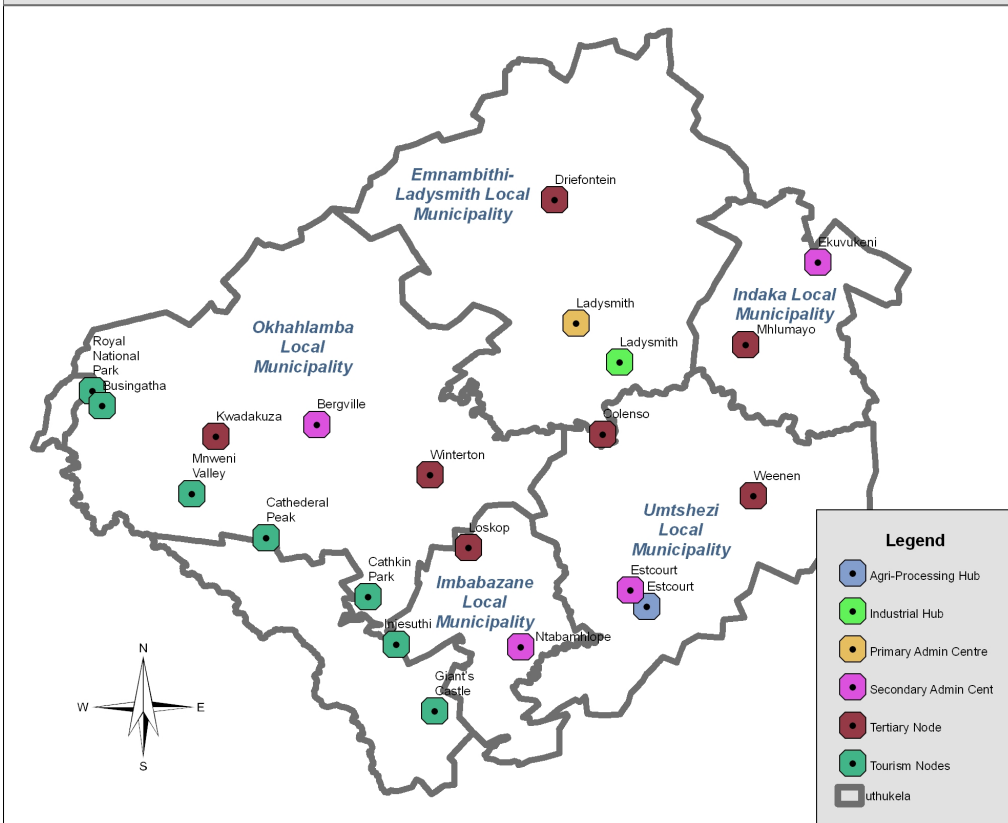 Driefontein
Emnambithi-
Ladysmith Local
Municipality
Ekuvukeni
Indaka Local
Municipality
Mhlumayo
Ladysmith
Ladysmith
Okhahlamba
Local
Municipality
Royal
National
Park
Busingatha
Kwadakuza
Bergville
Colenso
Mnweni
Valley
Winterton
Weenen
Cathederal
Peak
Umtshezi
Local
Municipality
Loskop
Cathkin
Park
Imbabazane
Local
Municipality
Estcourt
Estcourt
Injesuthi
Ntabamhlope
Giant's
Castle
N
W
E
S
Legend
Agri-Processing Hub
Industrial Hub
Primary Admin Centre
Secondary Admin Cent
Tertiary Node
Tourism Nodes
uthukela